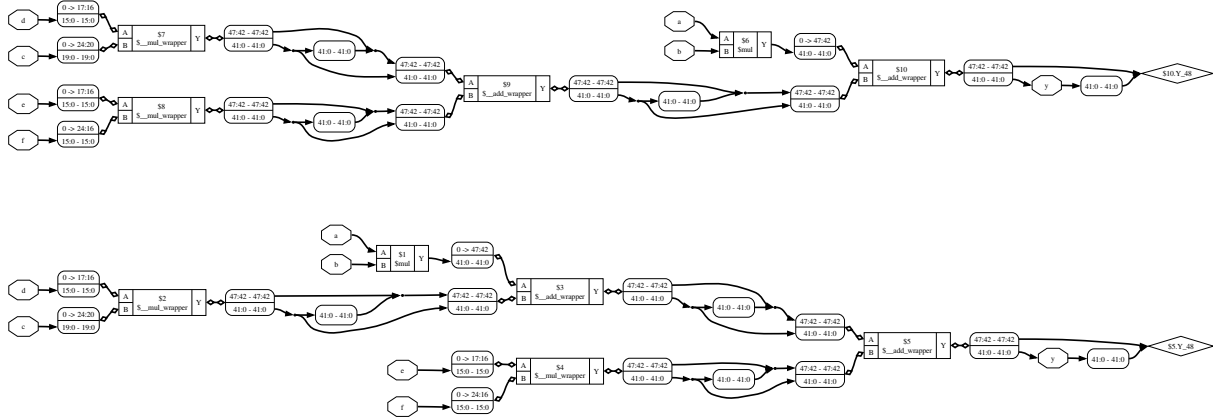 d
0 -> 17:16
15:0 - 15:0
c
0 -> 24:20
19:0 - 19:0
A
B
$7
$__mul_wrapper
Y
47:42 - 47:42
41:0 - 41:0
41:0 - 41:0
47:42 - 47:42
41:0 - 41:0
e
0 -> 17:16
15:0 - 15:0
f
0 -> 24:16
15:0 - 15:0
A
B
$8
$__mul_wrapper
Y
47:42 - 47:42
41:0 - 41:0
41:0 - 41:0
47:42 - 47:42
41:0 - 41:0
A
B
$9
$__add_wrapper
Y
47:42 - 47:42
41:0 - 41:0
41:0 - 41:0
47:42 - 47:42
41:0 - 41:0
a
b
A
B
$6
$mul
Y
0 -> 47:42
41:0 - 41:0
A
B
$10
$__add_wrapper
Y
47:42 - 47:42
41:0 - 41:0
y
41:0 - 41:0
$10.Y_48
a
b
A
B
$1
$mul
Y
0 -> 47:42
41:0 - 41:0
d
0 -> 17:16
15:0 - 15:0
c
0 -> 24:20
19:0 - 19:0
A
B
$2
$__mul_wrapper
Y
47:42 - 47:42
41:0 - 41:0
41:0 - 41:0
47:42 - 47:42
41:0 - 41:0
A
B
$3
$__add_wrapper
Y
47:42 - 47:42
41:0 - 41:0
41:0 - 41:0
47:42 - 47:42
41:0 - 41:0
e
0 -> 17:16
15:0 - 15:0
f
0 -> 24:16
15:0 - 15:0
A
B
$4
$__mul_wrapper
Y
47:42 - 47:42
41:0 - 41:0
41:0 - 41:0
47:42 - 47:42
41:0 - 41:0
A
B
$5
$__add_wrapper
Y
47:42 - 47:42
41:0 - 41:0
y
41:0 - 41:0
$5.Y_48